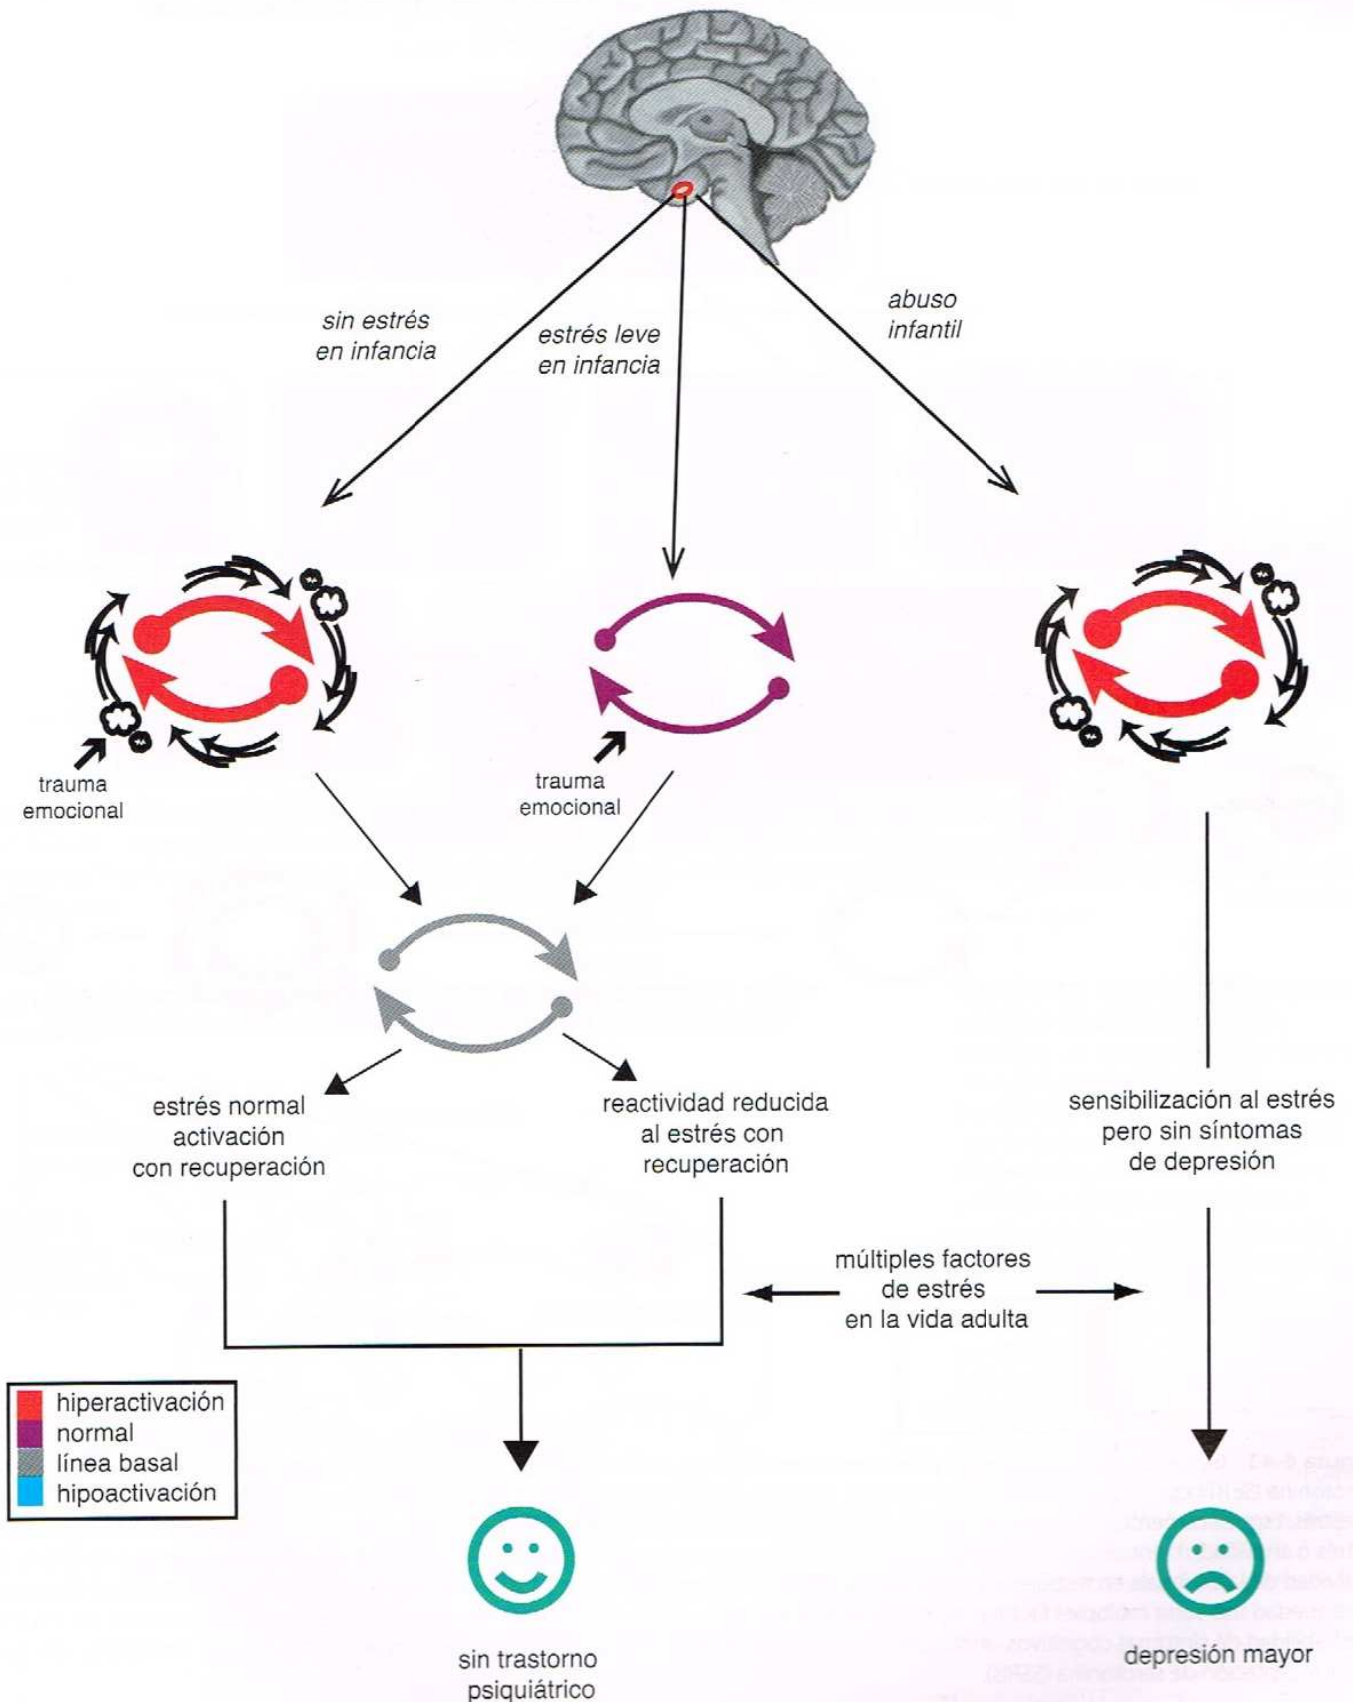 sin estrés
en infancia
estrés leve
en infancia
abuso
infantil
trauma
emocional
trauma
emocional
estrés normal
activación
con recuperación
reactividad reducida
al estrés con
recuperación
sensibilización al estrés
pero sin síntomas
de depresión
múltiples factores
de estrés
en la vida adulta
hiperactivación
normal
línea basal
hipoactivación
sin trastorno
psiquiátrico
depresión mayor